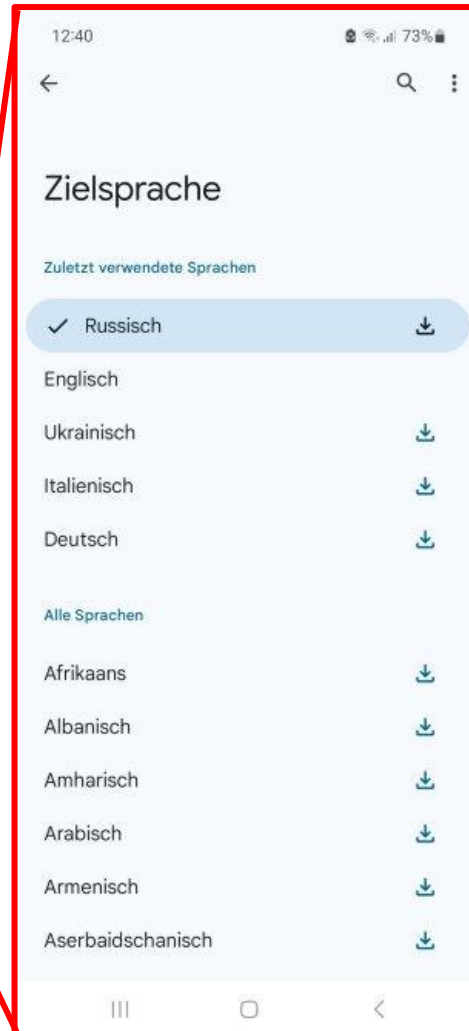 12:40 73%
Zielsprache
Zuletzt verwendete Sprachen
Russisch
Englisch
Ukrainisch
Italienisch
Deutsch
Alle Sprachen
Afrikaans
Albanisch
Amharisch
Arabisch
Armenisch
Aserbaidschanisch